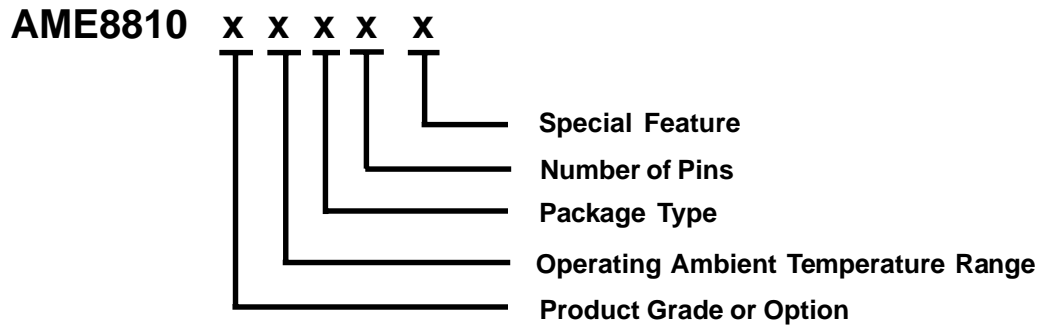 AME8810 x x x x x
Special Feature
Number of Pins
Package Type
Operating Ambient Temperature Range
Product Grade or Option